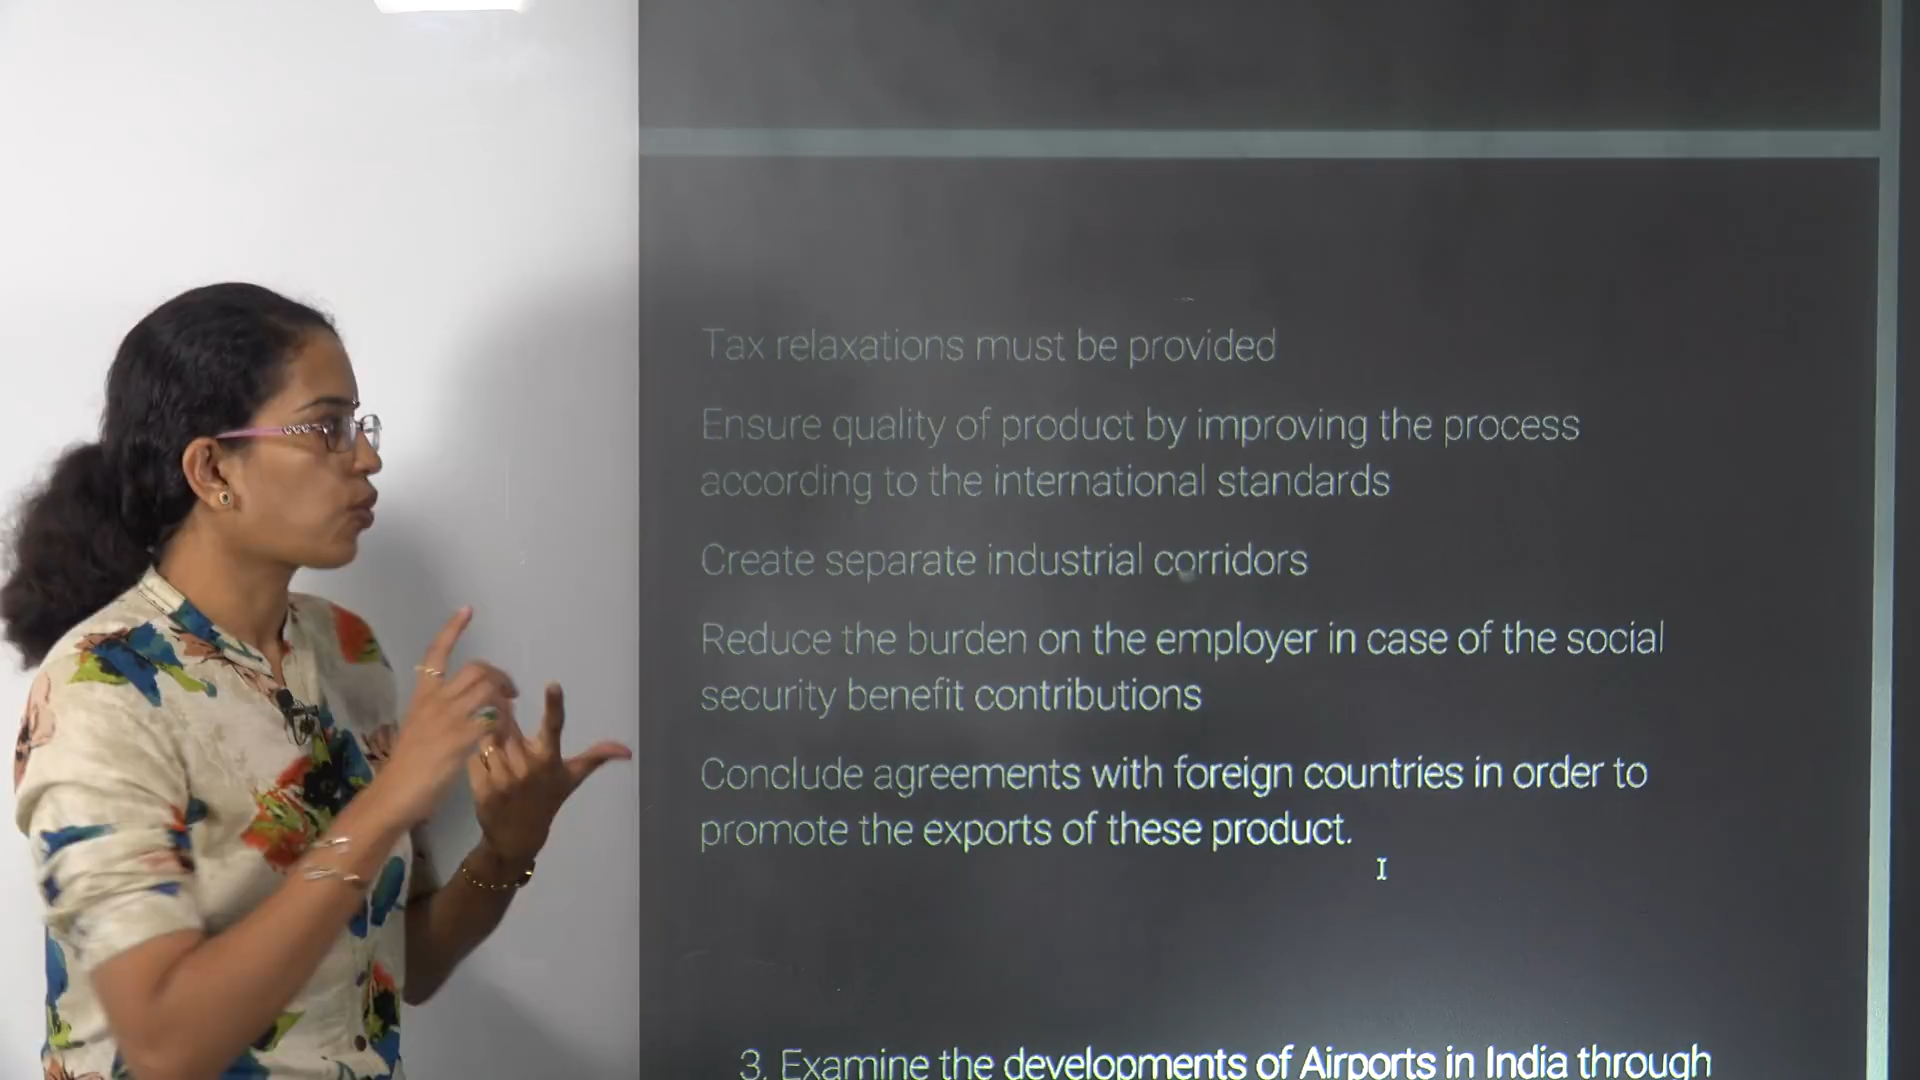 Tax relaxations must be provided
Ensure quality of product by improving the process
according to the international standards
Create separate industrial corridors
Reduce the burden on the employer in case of the social
security benefit contributions
Conclude agreements with foreign countries in order to
promote the exports of these product.
3. Examine the developments of Airports in India through